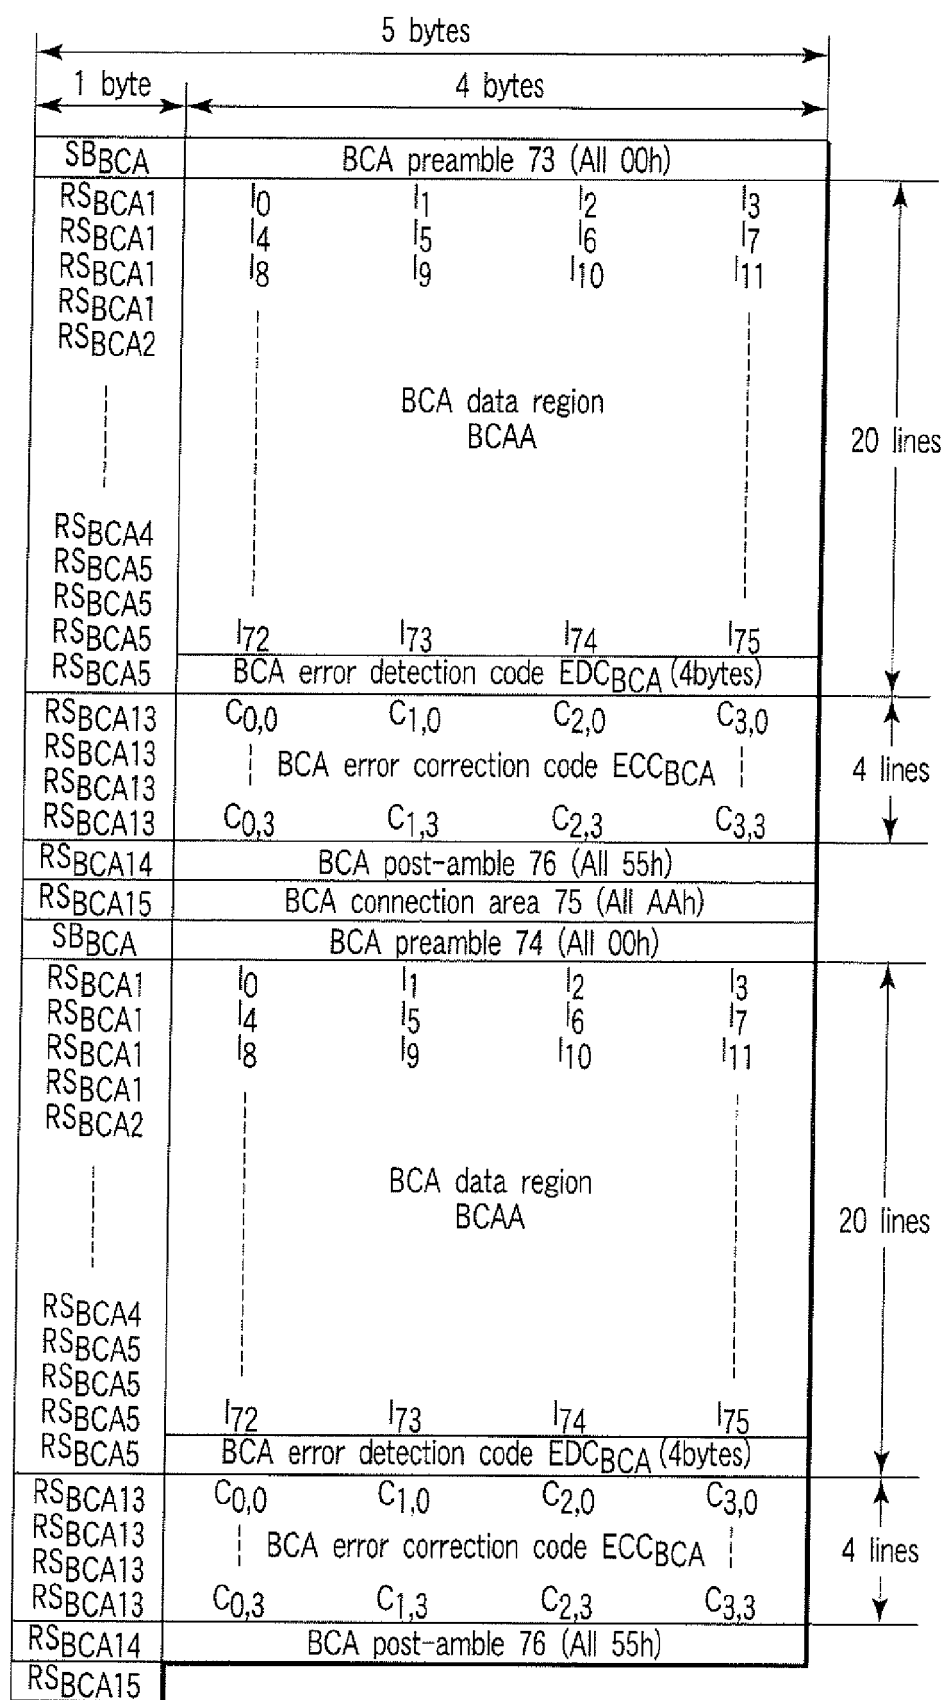 5 bytes
1 byte 4 bytes
SBBCA BCA preamble 73 (All 00h)
RSBCA1 I0 I1 I2 I3
RSBCA1 I4 I5 I6 I7
RSBCA1 I8 I9 I10 I11
RSBCA1
RSBCA2
BCA data region
BCAA
20 lines
RSBCA4
RSBCA5
RSBCA5
RSBCA5 I72 I73 I74 I75
RSBCA5 BCA error detection code EDCBCA (4bytes)
RSBCA13 C0,0 C1,0 C2,0 C3,0
RSBCA13
BCA error correction code ECCBCA 4 lines
RSBCA13
RSBCA13 C0,3 C1,3 C2,3 C3,3
RSBCA14 BCA post-amble 76 (All 55h)
RSBCA15 BCA connection area 75 (All AAh)
SBBCA BCA preamble 74 (All 00h)
RSBCA1 I0 I1 I2 I3
RSBCA1 I4 I5 I6 I7
RSBCA1 I8 I9 I10 I11
RSBCA1
RSBCA2
BCA data region
BCAA
20 lines
RSBCA4
RSBCA5
RSBCA5
RSBCA5 I72 I73 I74 I75
RSBCA5 BCA error detection code EDCBCA (4bytes)
RSBCA13 C0,0 C1,0 C2,0 C3,0
RSBCA13
BCA error correction code ECCBCA 4 lines
RSBCA13
RSBCA13 C0,3 C1,3 C2,3 C3,3
RSBCA14 BCA post-amble 76 (All 55h)
RSBCA15